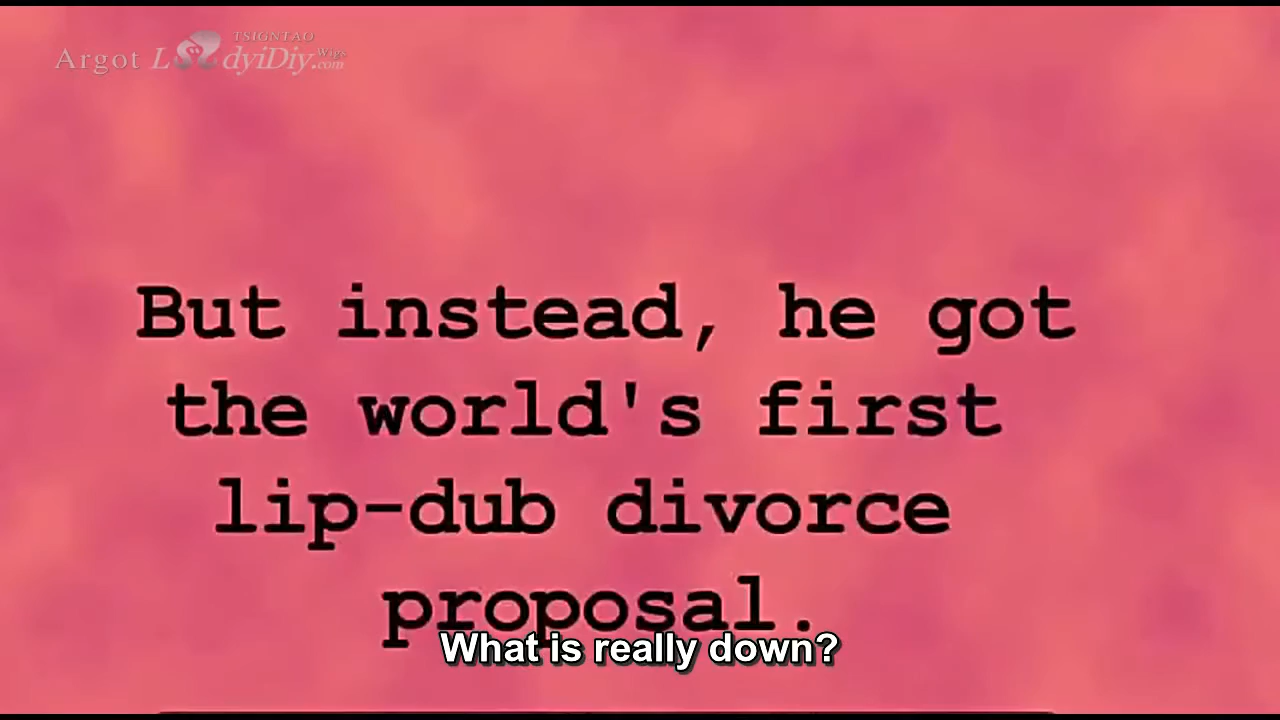 TSIGNTAO
Argot L dyiDiy.com Wigs
But instead, he got
the world's first
lip-dub divorce
proposal.
What is really down?